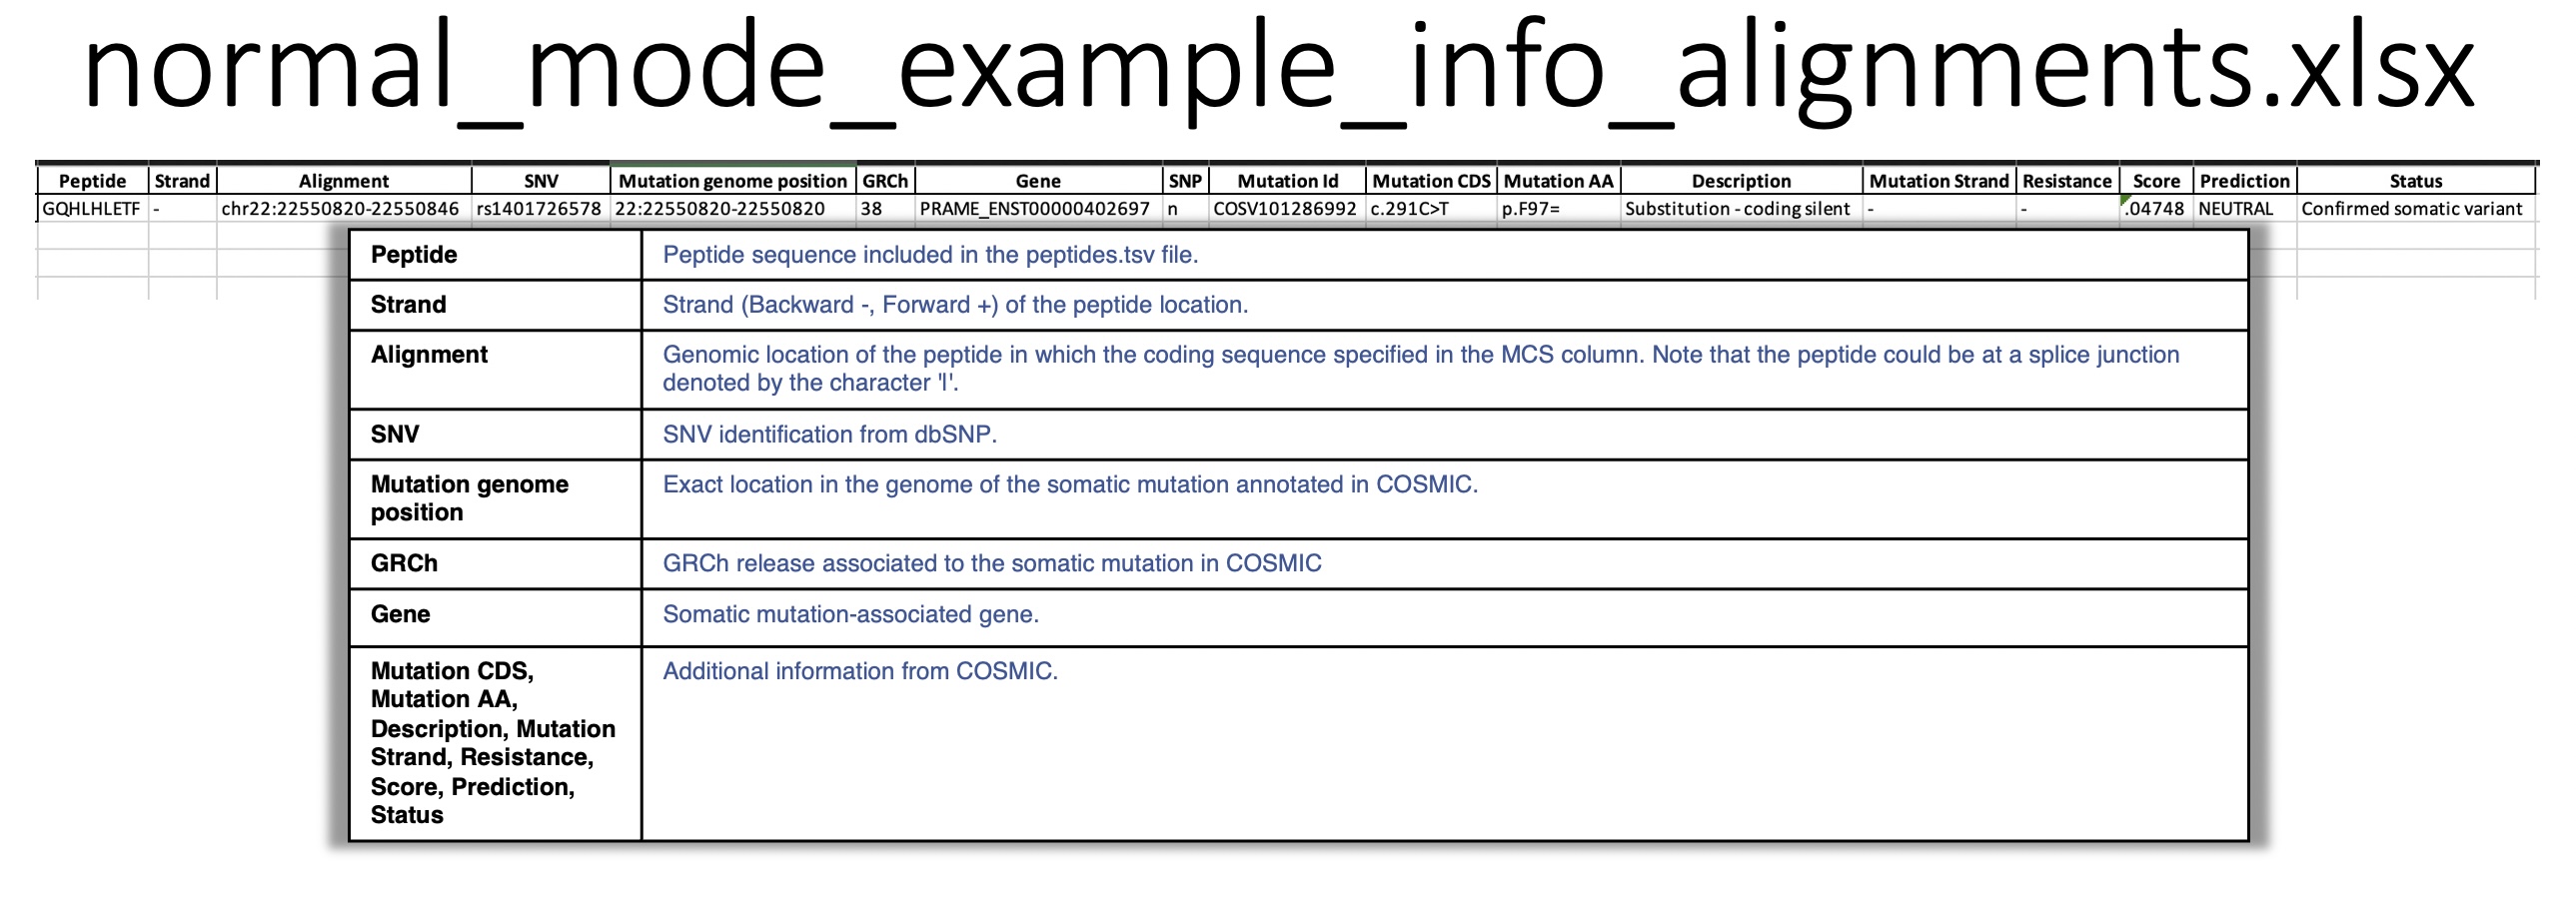 normal_mode_example_info_alignments.xlsx
Peptide Strand Alignment SNV Mutation genome position GRCh Gene SNP Mutation Id Mutation CDS Mutation AA Description Mutation Strand Resistance Score Prediction Status
GQHLHLETF - chr22:22550820-22550846 rs1401726578 22:22550820-22550820 38 PRAME_ENST00000402697 n COSV101286992 c.291C>T p.F97= Substitution - coding silent - - .04748 NEUTRAL Confirmed somatic variant
Peptide Peptide sequence included in the peptides.tsv file.
Strand Strand (Backward -, Forward +) of the peptide location.
Alignment Genomic location of the peptide in which the coding sequence specified in the MCS column. Note that the peptide could be at a splice junction
denoted by the character 'l'.
SNV SNV identification from dbSNP.
Mutation genome Exact location in the genome of the somatic mutation annotated in COSMIC.
position
GRCh GRCh release associated to the somatic mutation in COSMIC
Gene Somatic mutation-associated gene.
Mutation CDS, Additional information from COSMIC.
Mutation AA,
Description, Mutation
Strand, Resistance,
Score, Prediction,
Status